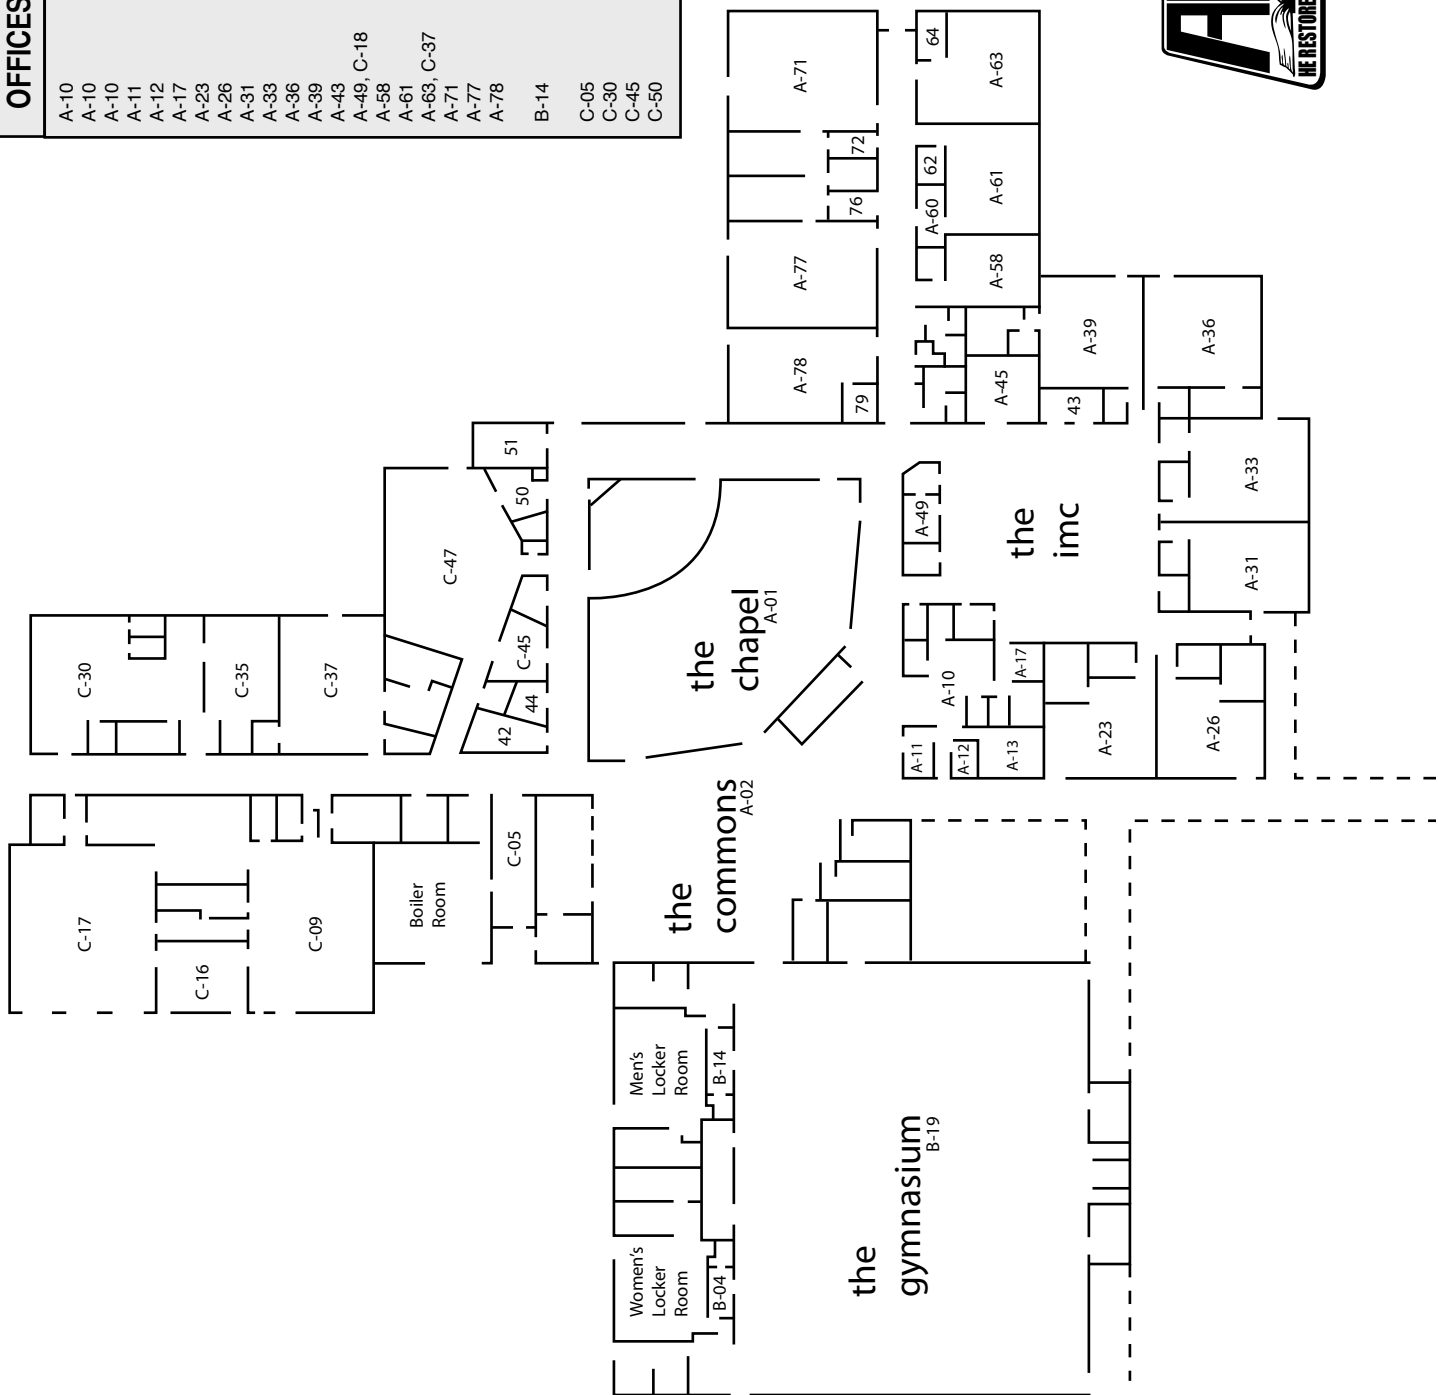 OFFICES
A-10
A-10
A-10
A-11
A-12
A-17
A-23
A-26
A-31
A-33
A-36
A-39
A-43
A-49, C-18
A-58
A-61
A-63, C-37
A-71
A-77
A-78
B-14
C-05
C-30
C-45
C-50
HE RESTORE
A-71
64
A-63
72
76
62
A-60
A-61
A-77
A-58
A-78
79
A-45
43
A-39
A-36
A-33
A-31
51
50
C-47
C-45
44
42
C-30
C-35
C-37
the
chapel
A-01
A-49
the
imc
A-10
A-17
A-11
A-12
A-13
A-23
A-26
the
commons
A-02
C-17
C-16
C-09
Boiler
Room
C-05
Men's
Locker
Room
B-14
Women's
Locker
Room
B-04
the
gymnasium
B-19